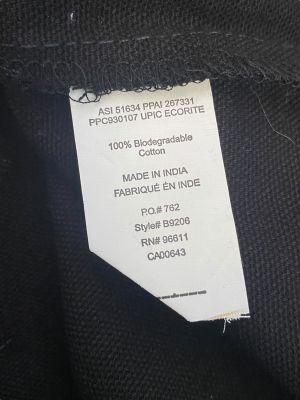 ASI 51634 PPAI 267331
PPC930107 UPIC ECORITE
100% Biodegradable
Cotton
MADE IN INDIA
FABRIQUÉ EN INDE
P.O.# 762
Style# B9206
RN# 96611
CA00643